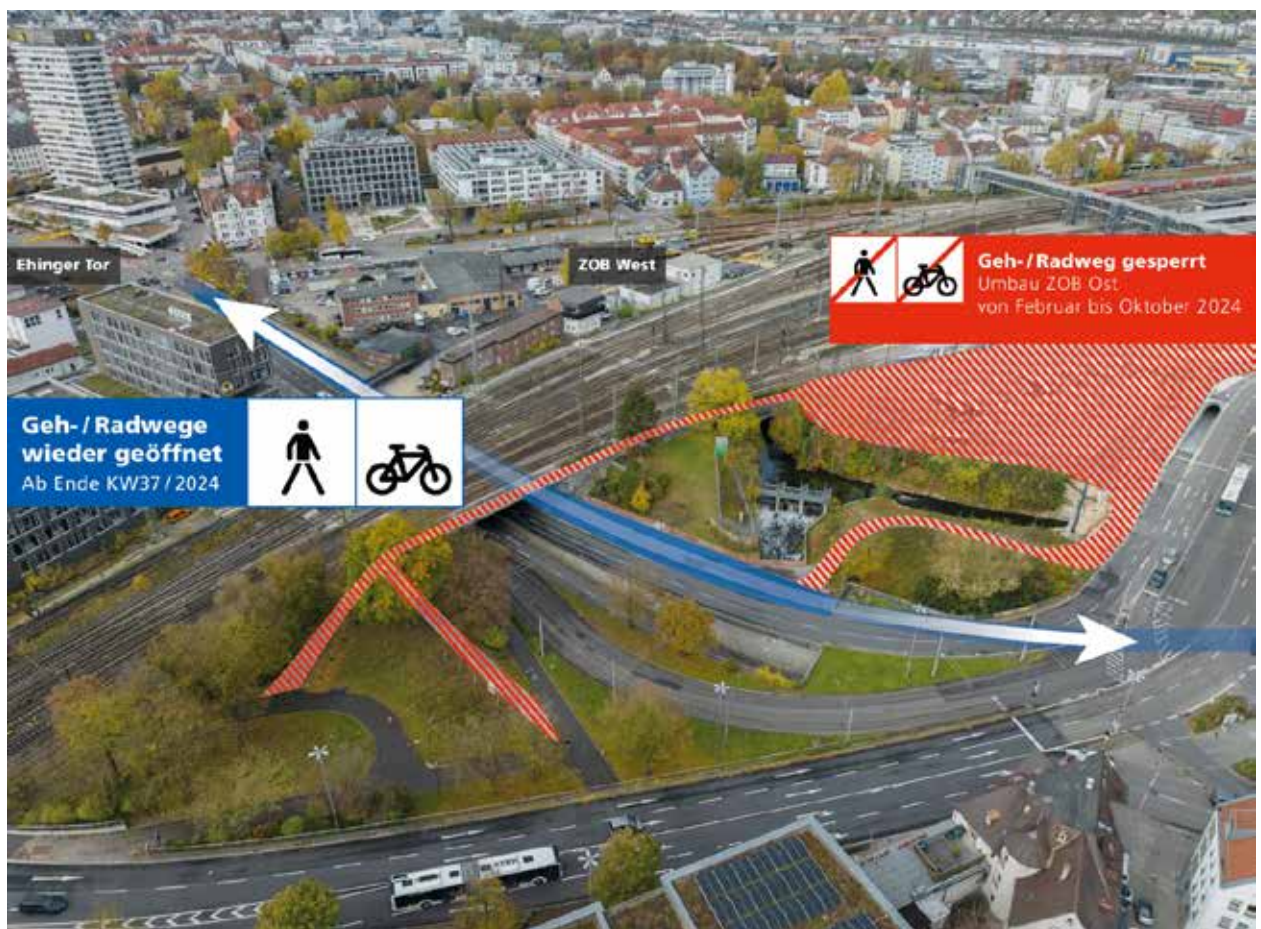 Ehinger Tor
ZOB West
Geh-/Radweg gesperrt
Umbau ZOB Ost
von Februar bis Oktober 2024
Geh-/Radwege
wieder geöffnet
Ab Ende KW37/2024